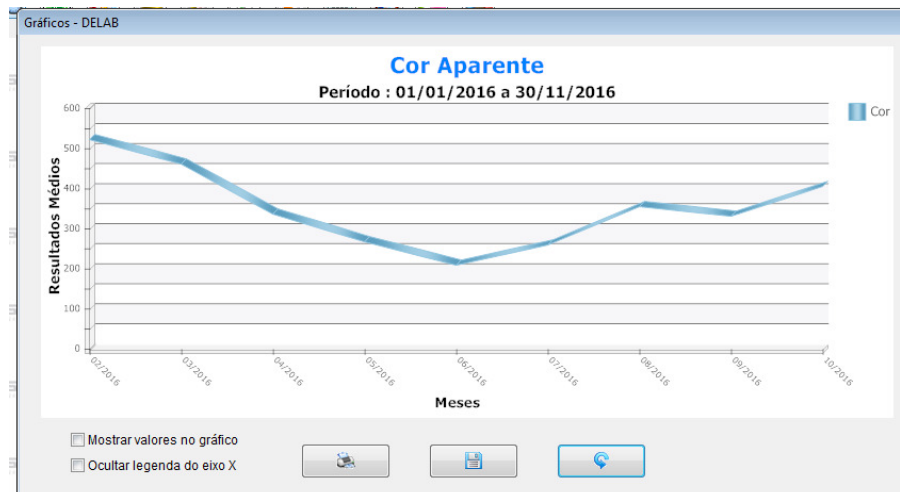 Gráficos - DELAB
Cor Aparente
Período : 01/01/2016 a 30/11/2016
Cor
Resultados Médios
600
500
400
300
200
100
0
02/2016
03/2016
04/2016
05/2016
06/2016
07/2016
08/2016
09/2016
10/2016
Meses
Mostrar valores no gráfico
Ocultar legenda do eixo X